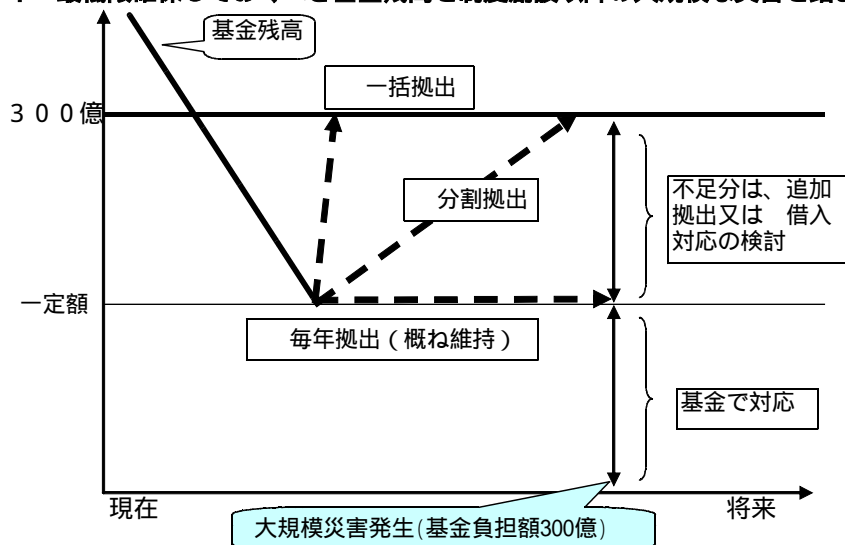 基金残高
一括拠出
３００億
分割拠出
不足分は、追加
拠出又は 借入
対応の検討
一定額
毎年拠出（概ね維持）
基金で対応
現在
将来
大規模災害発生(基金負担額300億)